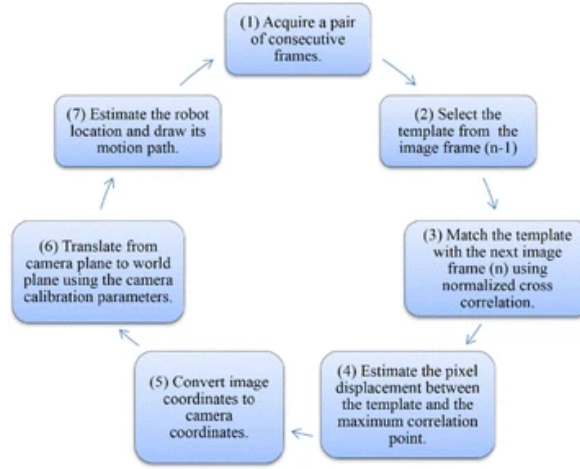 (1) Acquire a pair
of consecutive
frames.
(2) Select the
template from the
image frame (n-1)
(3) Match the template
with the next image
frame (n) using
normalized cross
correlation.
(4) Estimate the pixel
displacement between
the template and the
maximum correlation
point.
(5) Convert image
coordinates to
camera
coordinates.
(6) Translate from
camera plane to world
plane using the camera
calibration parameters.
(7) Estimate the robot
location and draw its
motion path.